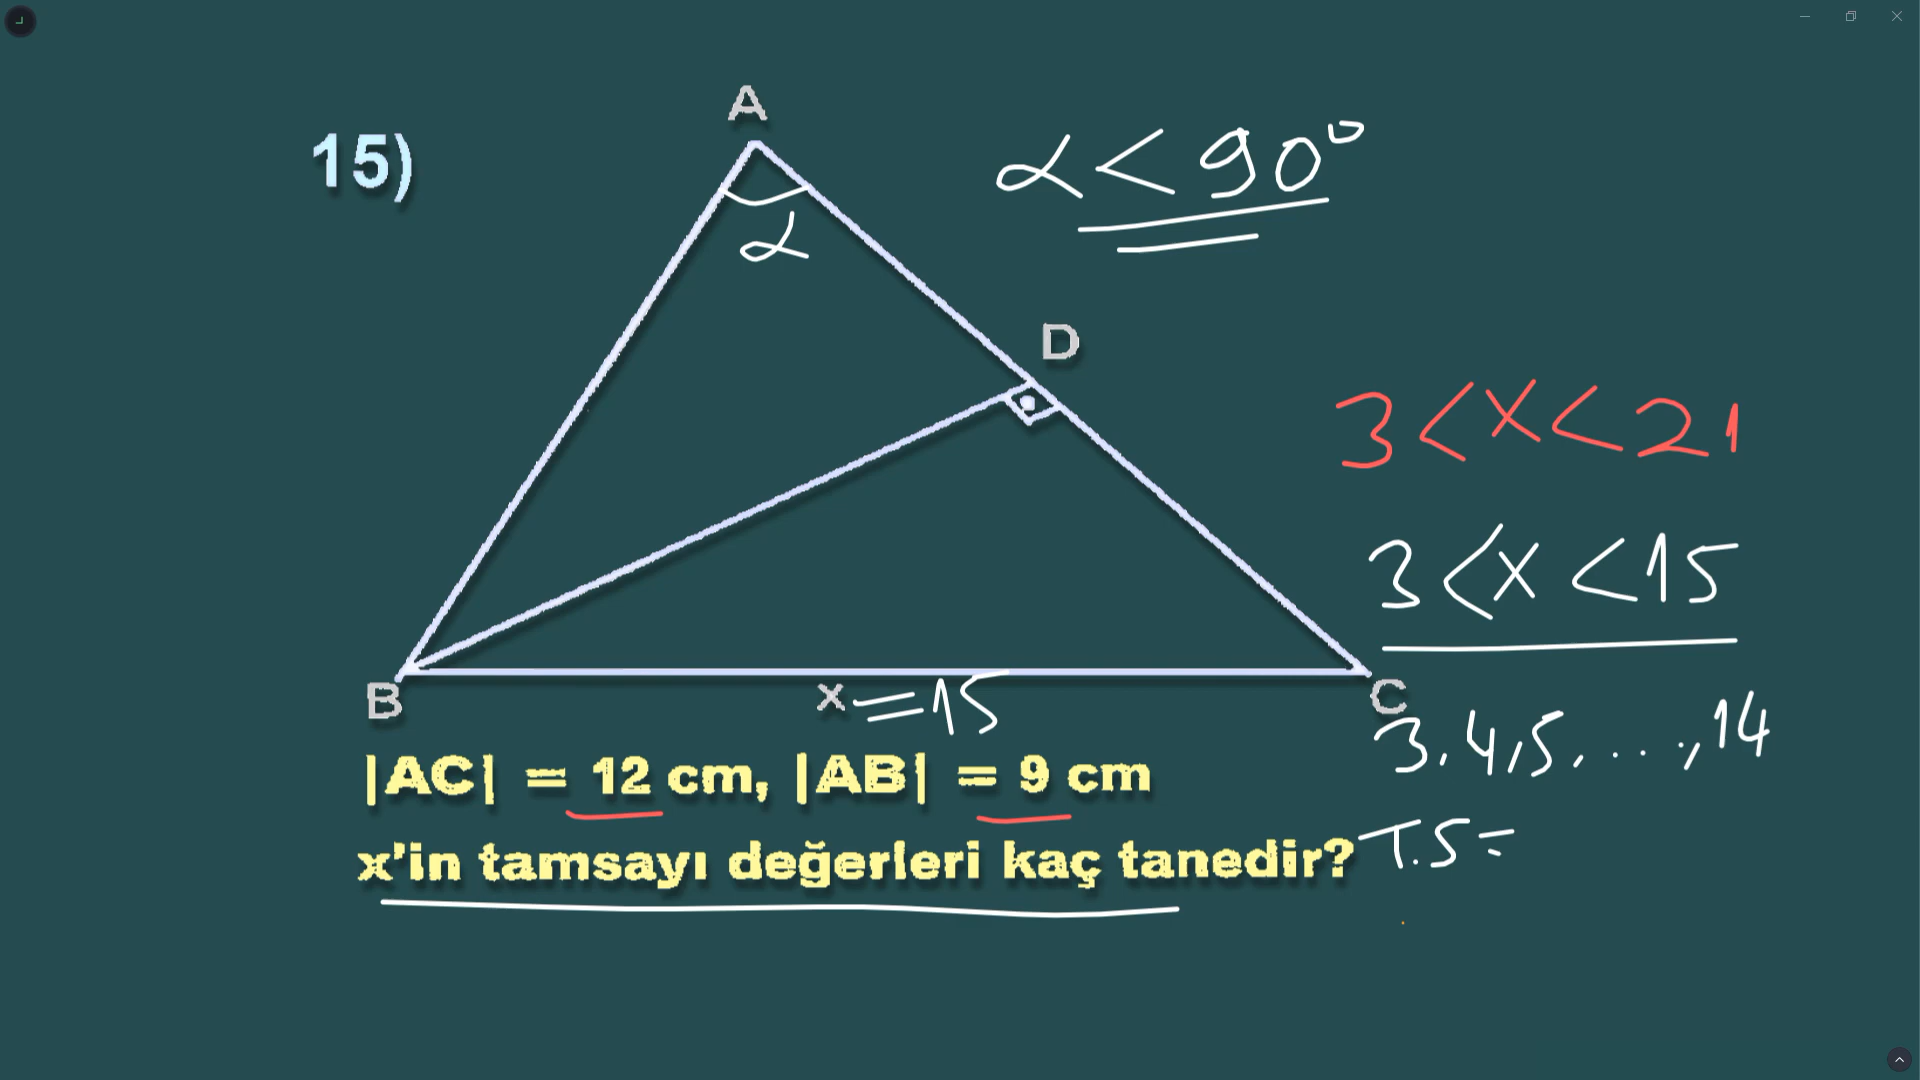 15)
A
α < 90°
α
D
3 < x < 21
3 < x < 15
B
x = 15
C
3, 4, 5, ..., 14
|AC| = 12 cm, |AB| = 9 cm
x'in tamsayı değerleri kaç tanedir?
T.S =